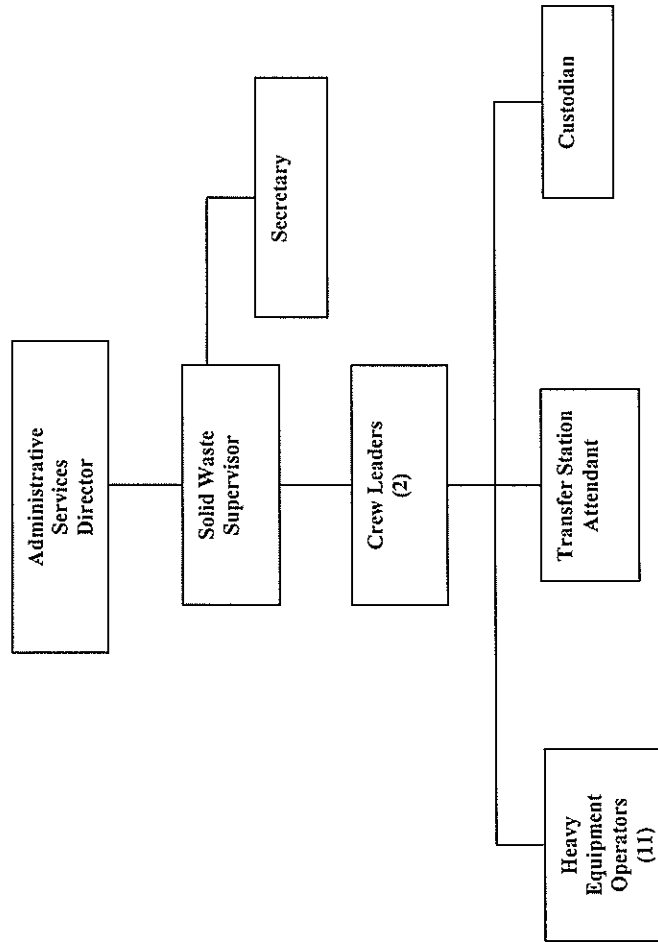 Administrative
Services
Director
Solid Waste
Supervisor
Secretary
Crew Leaders
(2)
Heavy
Equipment
Operators
(11)
Transfer Station
Attendant
Custodian